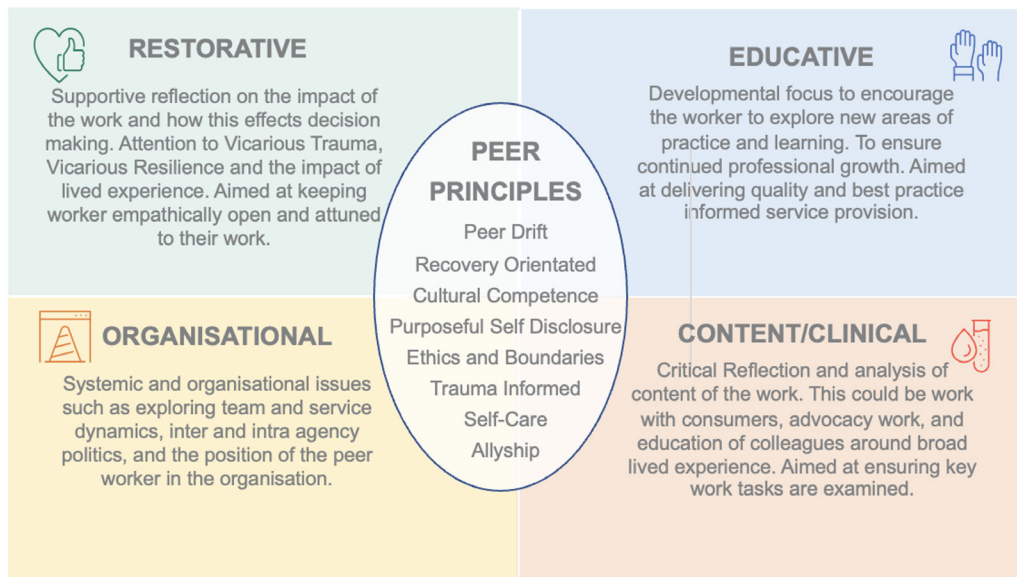 RESTORATIVE
Supportive reflection on the impact of
the work and how this effects decision
making. Attention to Vicarious Trauma,
Vicarious Resilience and the impact of
lived experience. Aimed at keeping
worker empathically open and attuned
to their work.
EDUCATIVE
Developmental focus to encourage
the worker to explore new areas of
practice and learning. To ensure
continued professional growth. Aimed
at delivering quality and best practice
informed service provision.
PEER
PRINCIPLES
Peer Drift
Recovery Orientated
Cultural Competence
Purposeful Self Disclosure
Ethics and Boundaries
Trauma Informed
Self-Care
Allyship
ORGANISATIONAL
Systemic and organisational issues
such as exploring team and service
dynamics, inter and intra agency
politics, and the position of the peer
worker in the organisation.
CONTENT/CLINICAL
Critical Reflection and analysis of
content of the work. This could be work
with consumers, advocacy work, and
education of colleagues around broad
lived experience. Aimed at ensuring key
work tasks are examined.